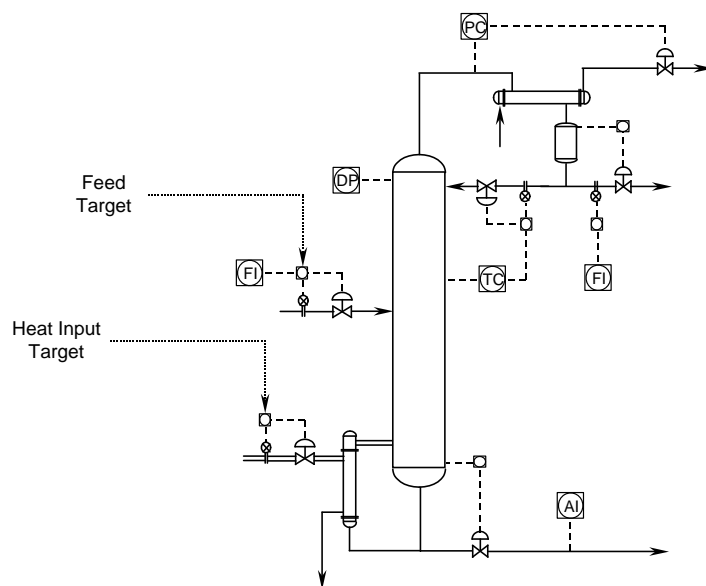 PC
DP
Feed
Target
FI
TC
FI
Heat Input
Target
AI